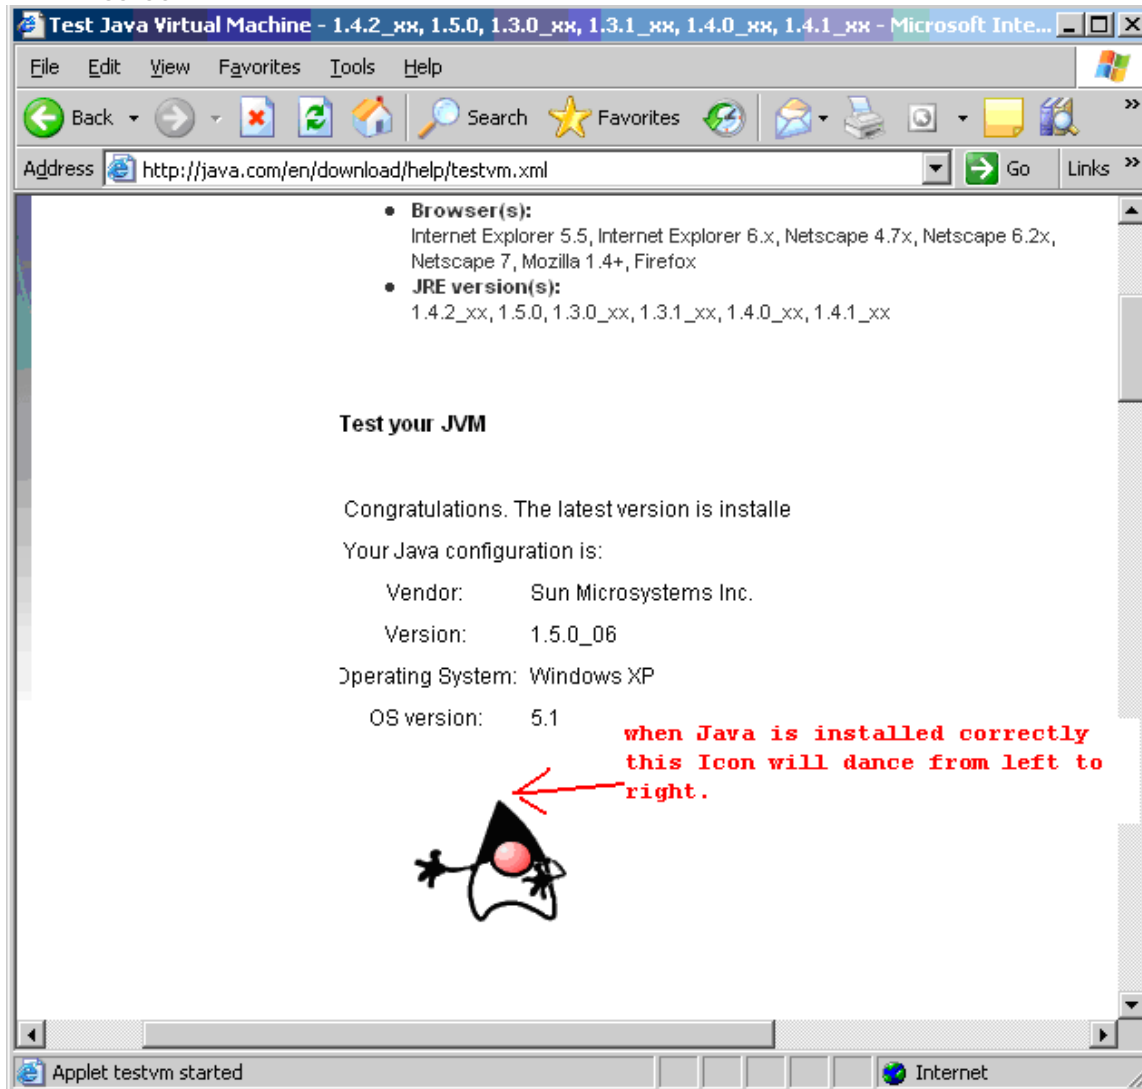 Test Java Virtual Machine - 1.4.2_xx, 1.5.0, 1.3.0_xx, 1.3.1_xx, 1.4.0_xx, 1.4.1_xx - Microsoft Inte...
File Edit View Favorites Tools Help
Back Search Favorites »
Address http://java.com/en/download/help/testvm.xml Go Links »
• Browser(s):
Internet Explorer 5.5, Internet Explorer 6.x, Netscape 4.7x, Netscape 6.2x,
Netscape 7, Mozilla 1.4+, Firefox
• JRE version(s):
1.4.2_xx, 1.5.0, 1.3.0_xx, 1.3.1_xx, 1.4.0_xx, 1.4.1_xx
Test your JVM
Congratulations. The latest version is installe
Your Java configuration is:
Vendor: Sun Microsystems Inc.
Version: 1.5.0_06
Operating System: Windows XP
OS version: 5.1
when Java is installed correctly
this Icon will dance from left to
right.
Applet testvm started Internet